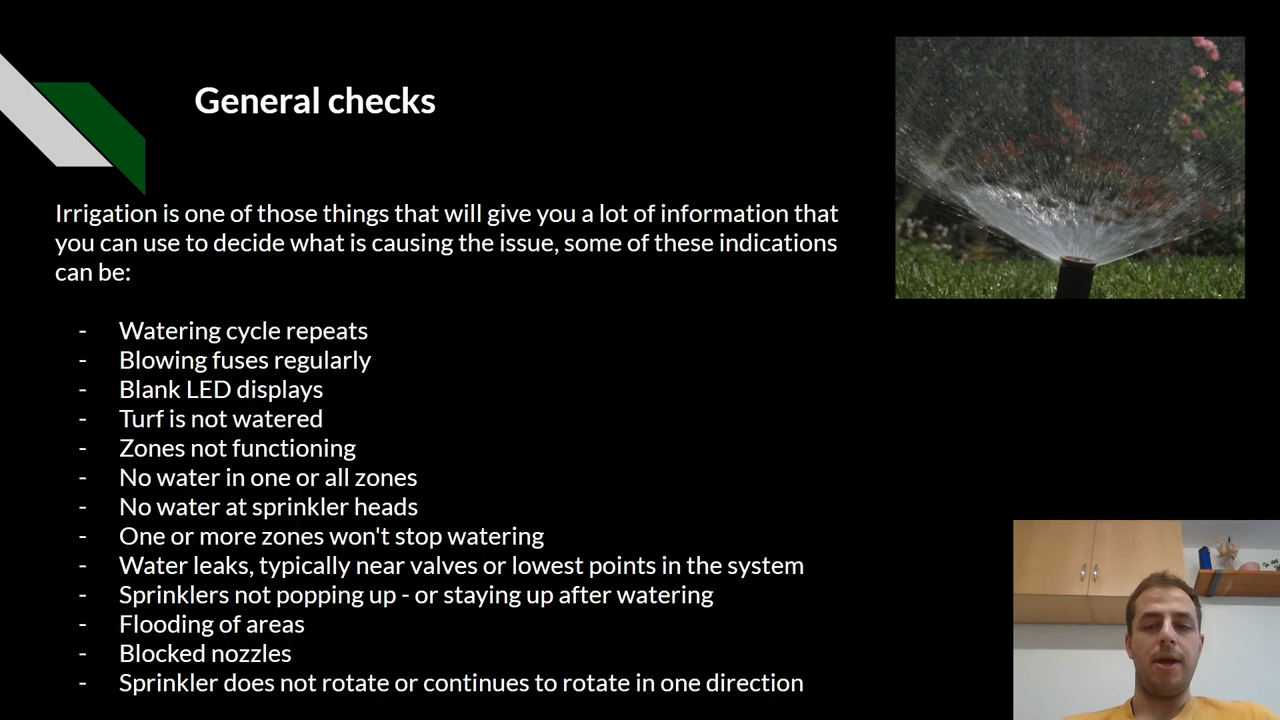 General checks
Irrigation is one of those things that will give you a lot of information that
you can use to decide what is causing the issue, some of these indications
can be:
- Watering cycle repeats
- Blowing fuses regularly
- Blank LED displays
- Turf is not watered
- Zones not functioning
- No water in one or all zones
- No water at sprinkler heads
- One or more zones won't stop watering
- Water leaks, typically near valves or lowest points in the system
- Sprinklers not popping up - or staying up after watering
- Flooding of areas
- Blocked nozzles
- Sprinkler does not rotate or continues to rotate in one direction